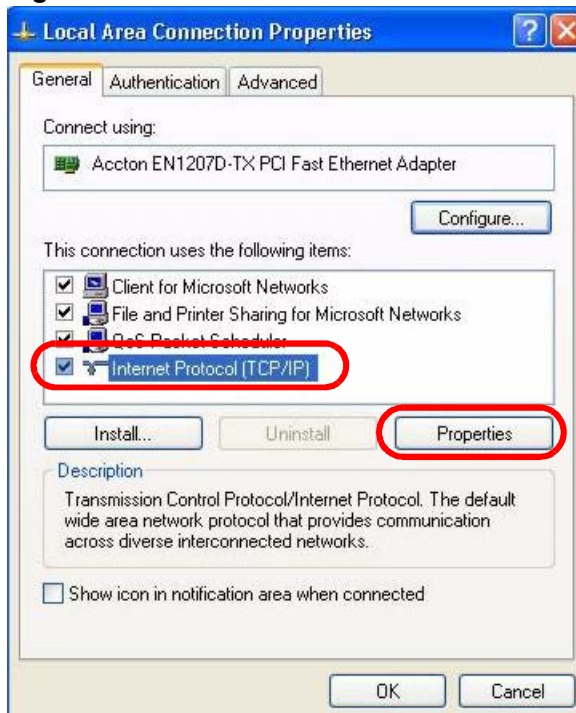 Local Area Connection Properties
General Authentication Advanced
Connect using:
Accton EN1207D-TX PCI Fast Ethernet Adapter
Configure...
This connection uses the following items:
Client for Microsoft Networks
File and Printer Sharing for Microsoft Networks
QoS Packet Scheduler
Internet Protocol (TCP/IP)
Install... Uninstall Properties
Description
Transmission Control Protocol/Internet Protocol. The default
wide area network protocol that provides communication
across diverse interconnected networks.
Show icon in notification area when connected
OK Cancel